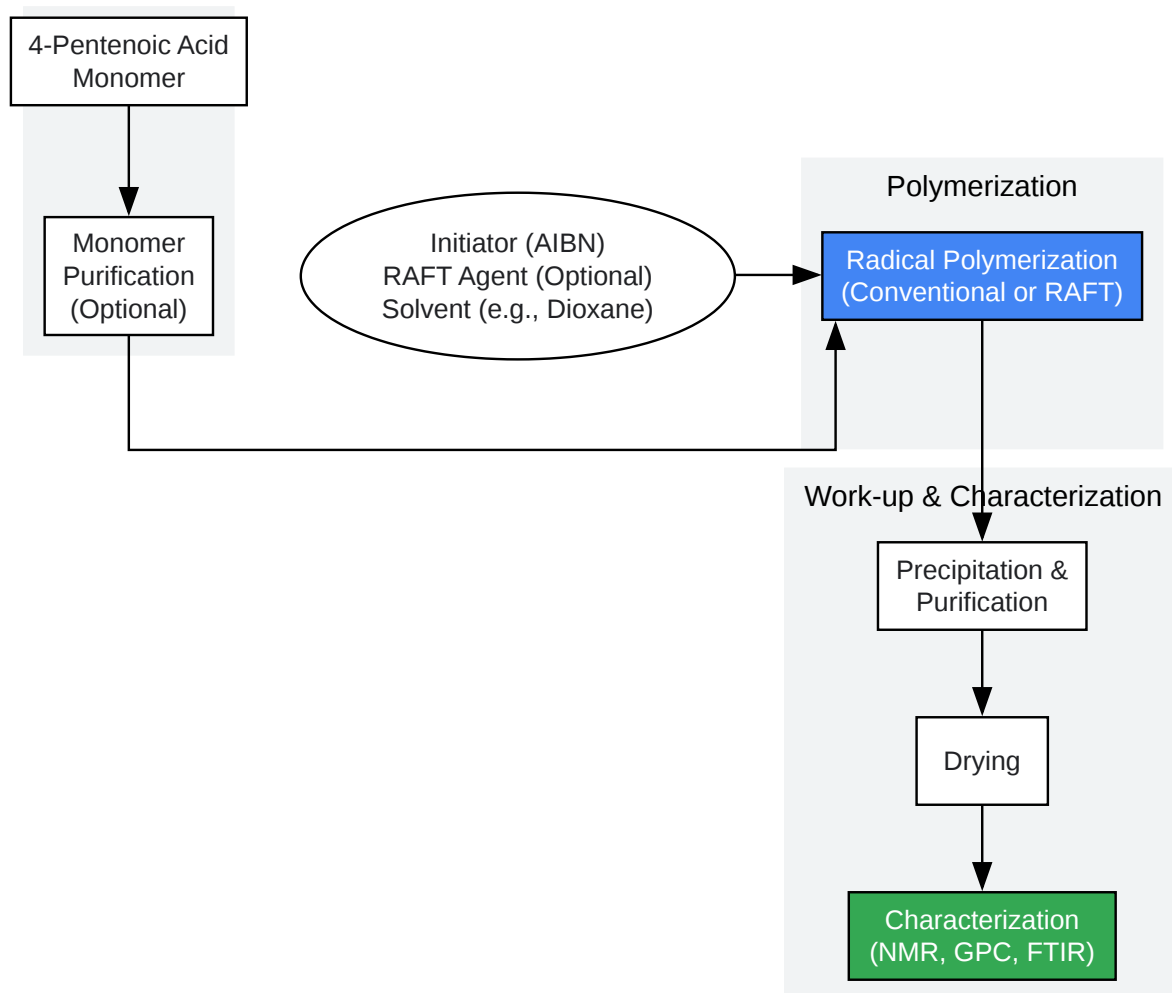 4-Pentenoic Acid
Monomer
Monomer
Purification
(Optional)
Initiator (AIBN)
RAFT Agent (Optional)
Solvent (e.g., Dioxane)
Polymerization
Radical Polymerization
(Conventional or RAFT)
Work-up & Characterization
Precipitation &
Purification
Drying
Characterization
(NMR, GPC, FTIR)